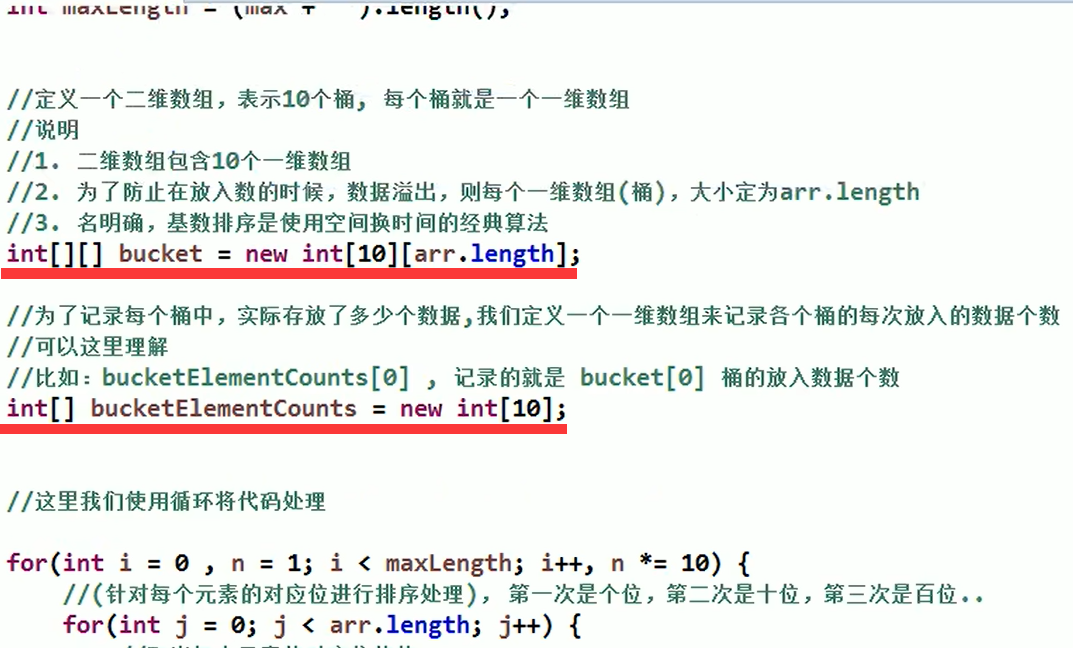 int maxLength = (max + "").length();
//定义一个二维数组，表示10个桶, 每个桶就是一个一维数组
//说明
//1. 二维数组包含10个一维数组
//2. 为了防止在放入数的时候，数据溢出，则每个一维数组(桶)，大小定为arr.length
//3. 名明确，基数排序是使用空间换时间的经典算法
int[][] bucket = new int[10][arr.length];
//为了记录每个桶中，实际存放了多少个数据,我们定义一个一维数组来记录各个桶的每次放入的数据个数
//可以这里理解
//比如：bucketElementCounts[0] , 记录的就是 bucket[0] 桶的放入数据个数
int[] bucketElementCounts = new int[10];
//这里我们使用循环将代码处理
for(int i = 0 , n = 1; i < maxLength; i++, n *= 10) {
//(针对每个元素的对应位进行排序处理)， 第一次是个位，第二次是十位，第三次是百位..
for(int j = 0; j < arr.length; j++) {